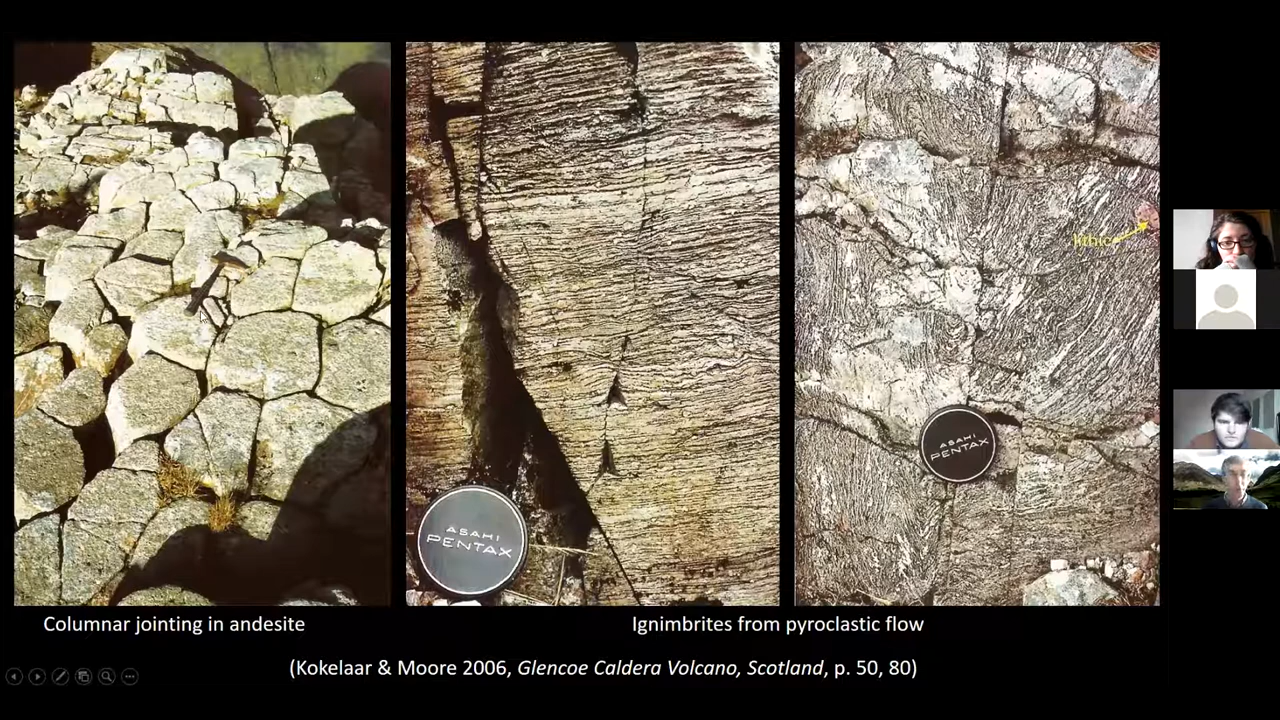 lithic
ASAHI
PENTAX
ASAHI
PENTAX
Columnar jointing in andesite
Ignimbrites from pyroclastic flow
(Kokelaar & Moore 2006, Glencoe Caldera Volcano, Scotland, p. 50, 80)